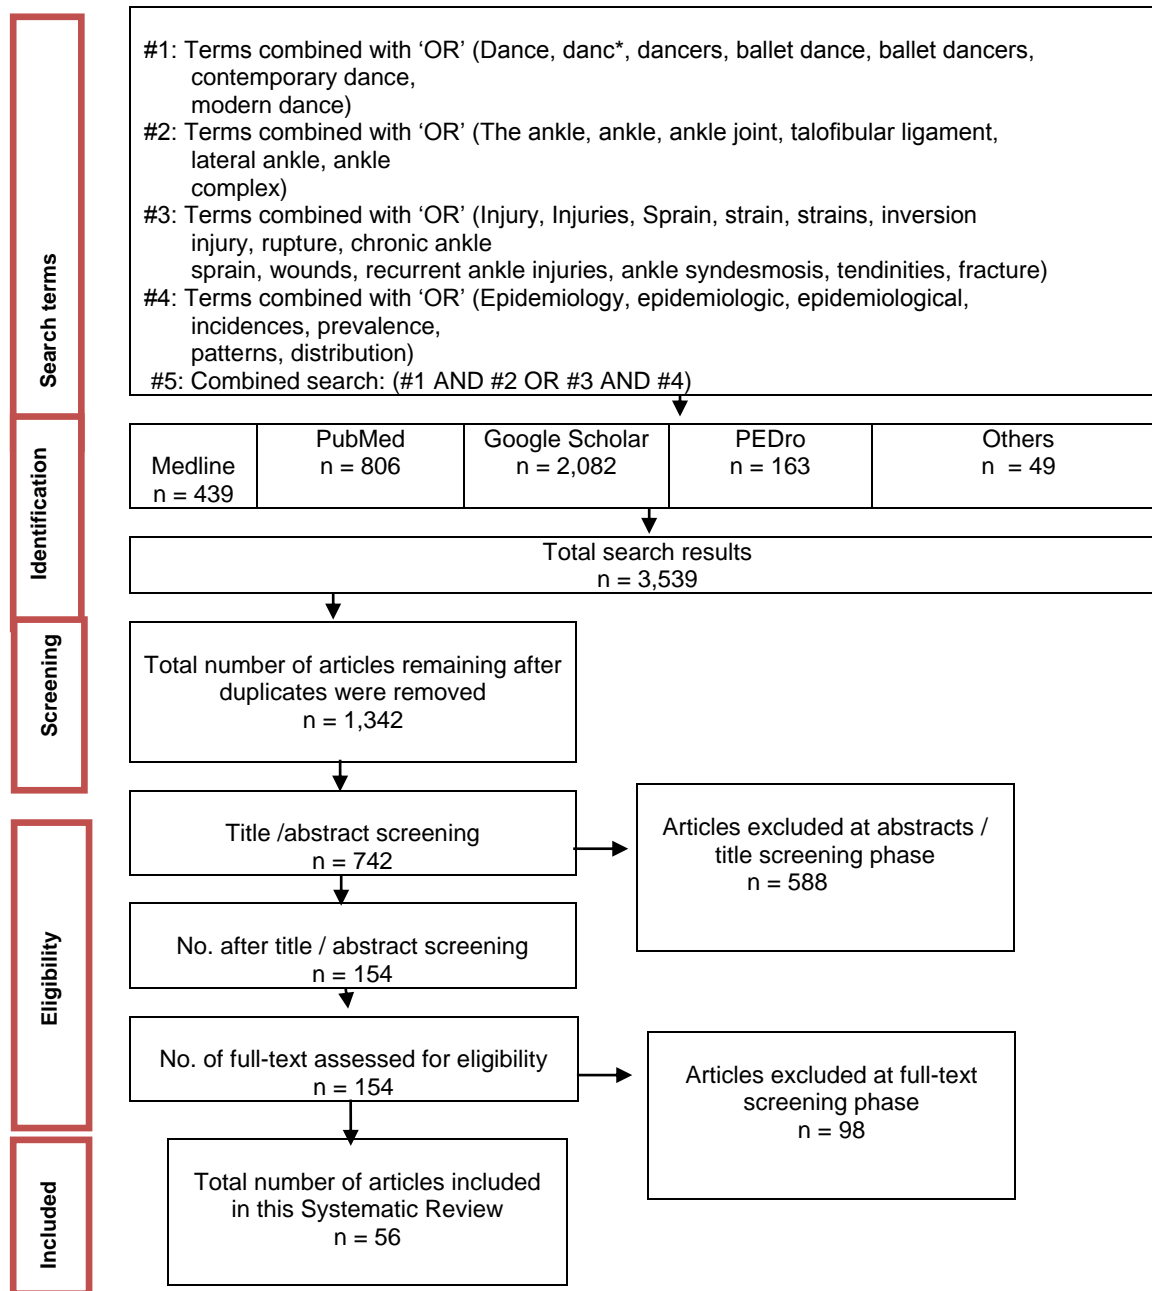 Search terms
#1: Terms combined with ‘OR’ (Dance, danc*, dancers, ballet dance, ballet dancers,
contemporary dance,
modern dance)
#2: Terms combined with ‘OR’ (The ankle, ankle, ankle joint, talofibular ligament,
lateral ankle, ankle
complex)
#3: Terms combined with ‘OR’ (Injury, Injuries, Sprain, strain, strains, inversion
injury, rupture, chronic ankle
sprain, wounds, recurrent ankle injuries, ankle syndesmosis, tendinities, fracture)
#4: Terms combined with ‘OR’ (Epidemiology, epidemiologic, epidemiological,
incidences, prevalence,
patterns, distribution)
#5: Combined search: (#1 AND #2 OR #3 AND #4)
Identification
Medline
n = 439
PubMed
n = 806
Google Scholar
n = 2,082
PEDro
n = 163
Others
n = 49
Total search results
n = 3,539
Screening
Total number of articles remaining after
duplicates were removed
n = 1,342
Eligibility
Title /abstract screening
n = 742
Articles excluded at abstracts /
title screening phase
n = 588
No. after title / abstract screening
n = 154
No. of full-text assessed for eligibility
n = 154
Articles excluded at full-text
screening phase
n = 98
Included
Total number of articles included
in this Systematic Review
n = 56